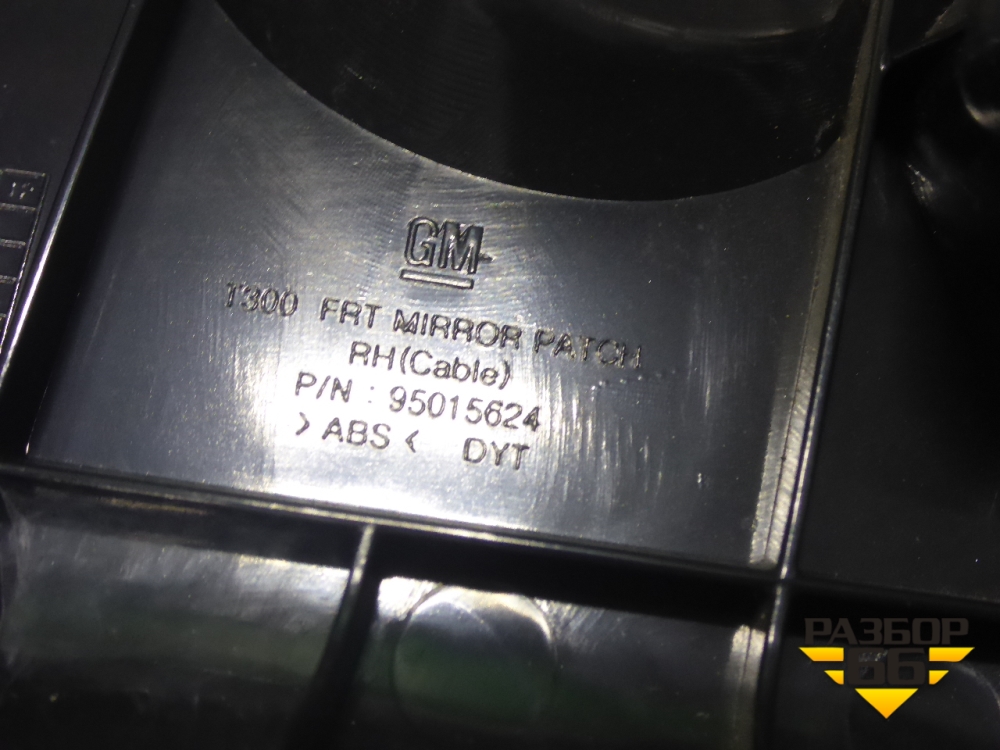 GM
T300 FRT MIRROR PATCH
RH(Cable)
P/N : 95015624
>ABS< DYT
РАЗБОР
66